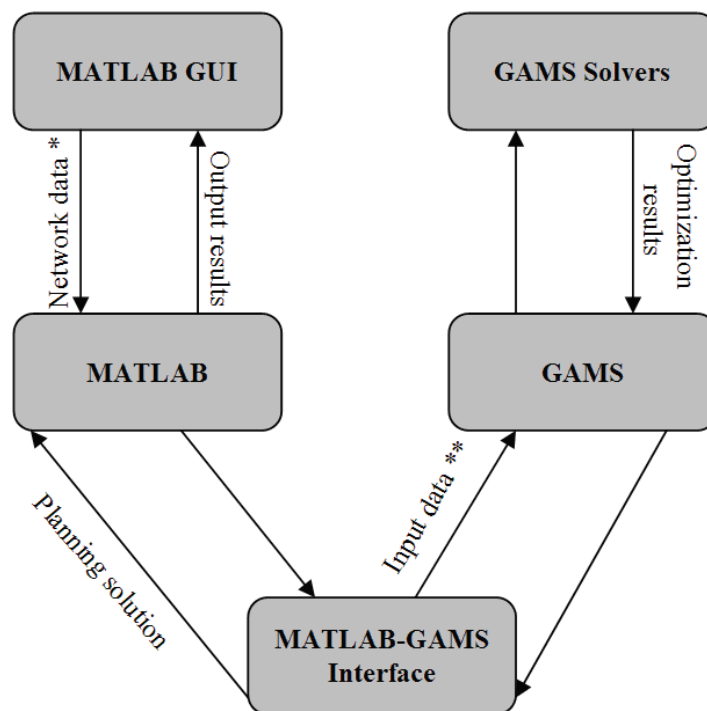 MATLAB GUI
GAMS Solvers
Network data *
Output results
Optimization
results
MATLAB
GAMS
Planning solution
Input data **
MATLAB-GAMS
Interface